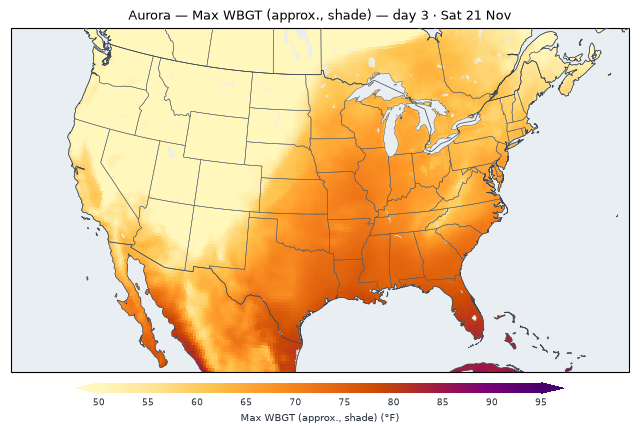 Aurora — Max WBGT (approx., shade) — day 3 · Sat 21 Nov
50 55 60 65 70 75 80 85 90 95
Max WBGT (approx., shade) (°F)